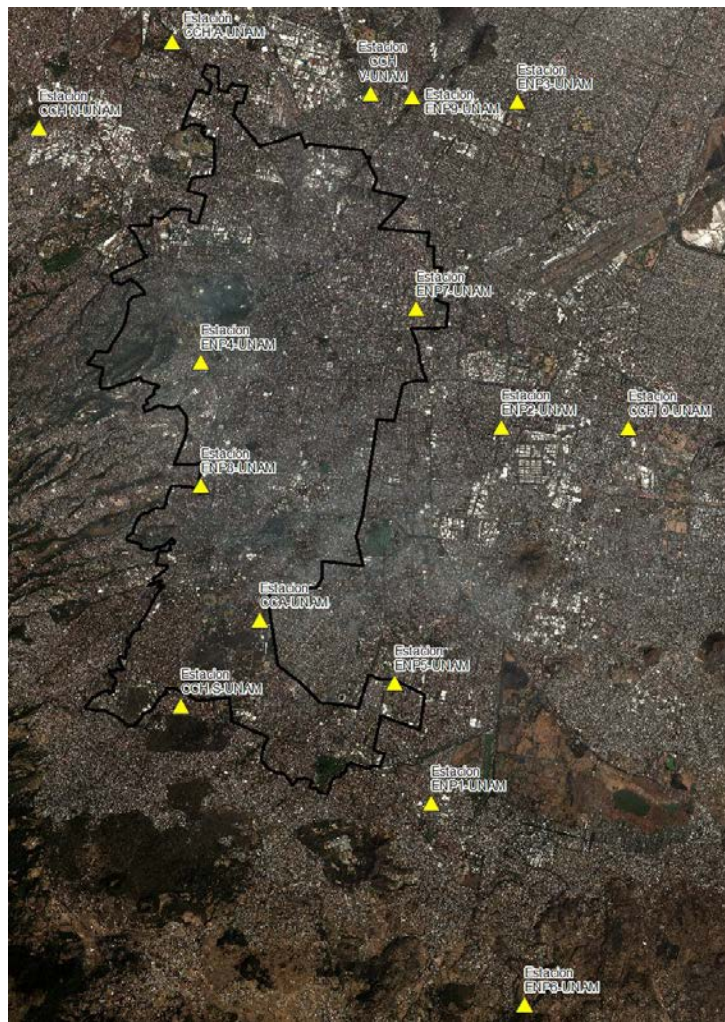 Estacion
CCH A-UNAM
Estacion
CCH
V-UNAM
Estacion
ENP9-UNAM
Estacion
ENP3-UNAM
Estacion
CCH N-UNAM
Estacion
ENP7-UNAM
Estacion
ENP4-UNAM
Estacion
ENP2-UNAM
Estacion
CCH O-UNAM
Estacion
ENP8-UNAM
Estacion
CCA-UNAM
Estacion
ENP5-UNAM
Estacion
CCH S-UNAM
Estacion
ENP1-UNAM
Estacion
ENP6-UNAM